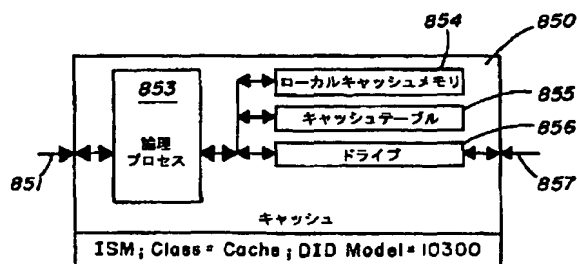 854
850
853
論理
プロセス
ローカルキャッシュメモリ
キャッシュテーブル
ドライブ
855
856
851
857
キャッシュ
ISM; Class = Cache; DID Model = 10300